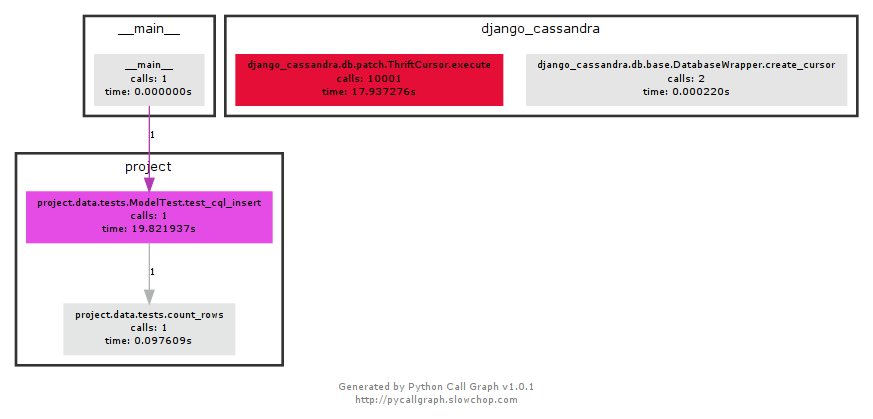 __main__
__main__
calls: 1
time: 0.000000s
django_cassandra
django_cassandra.db.patch.ThriftCursor.execute
calls: 10001
time: 17.937276s
django_cassandra.db.base.DatabaseWrapper.create_cursor
calls: 2
time: 0.000220s
1
project
project.data.tests.ModelTest.test_cql_insert
calls: 1
time: 19.821937s
1
project.data.tests.count_rows
calls: 1
time: 0.097609s
Generated by Python Call Graph v1.0.1
http://pycallgraph.slowchop.com